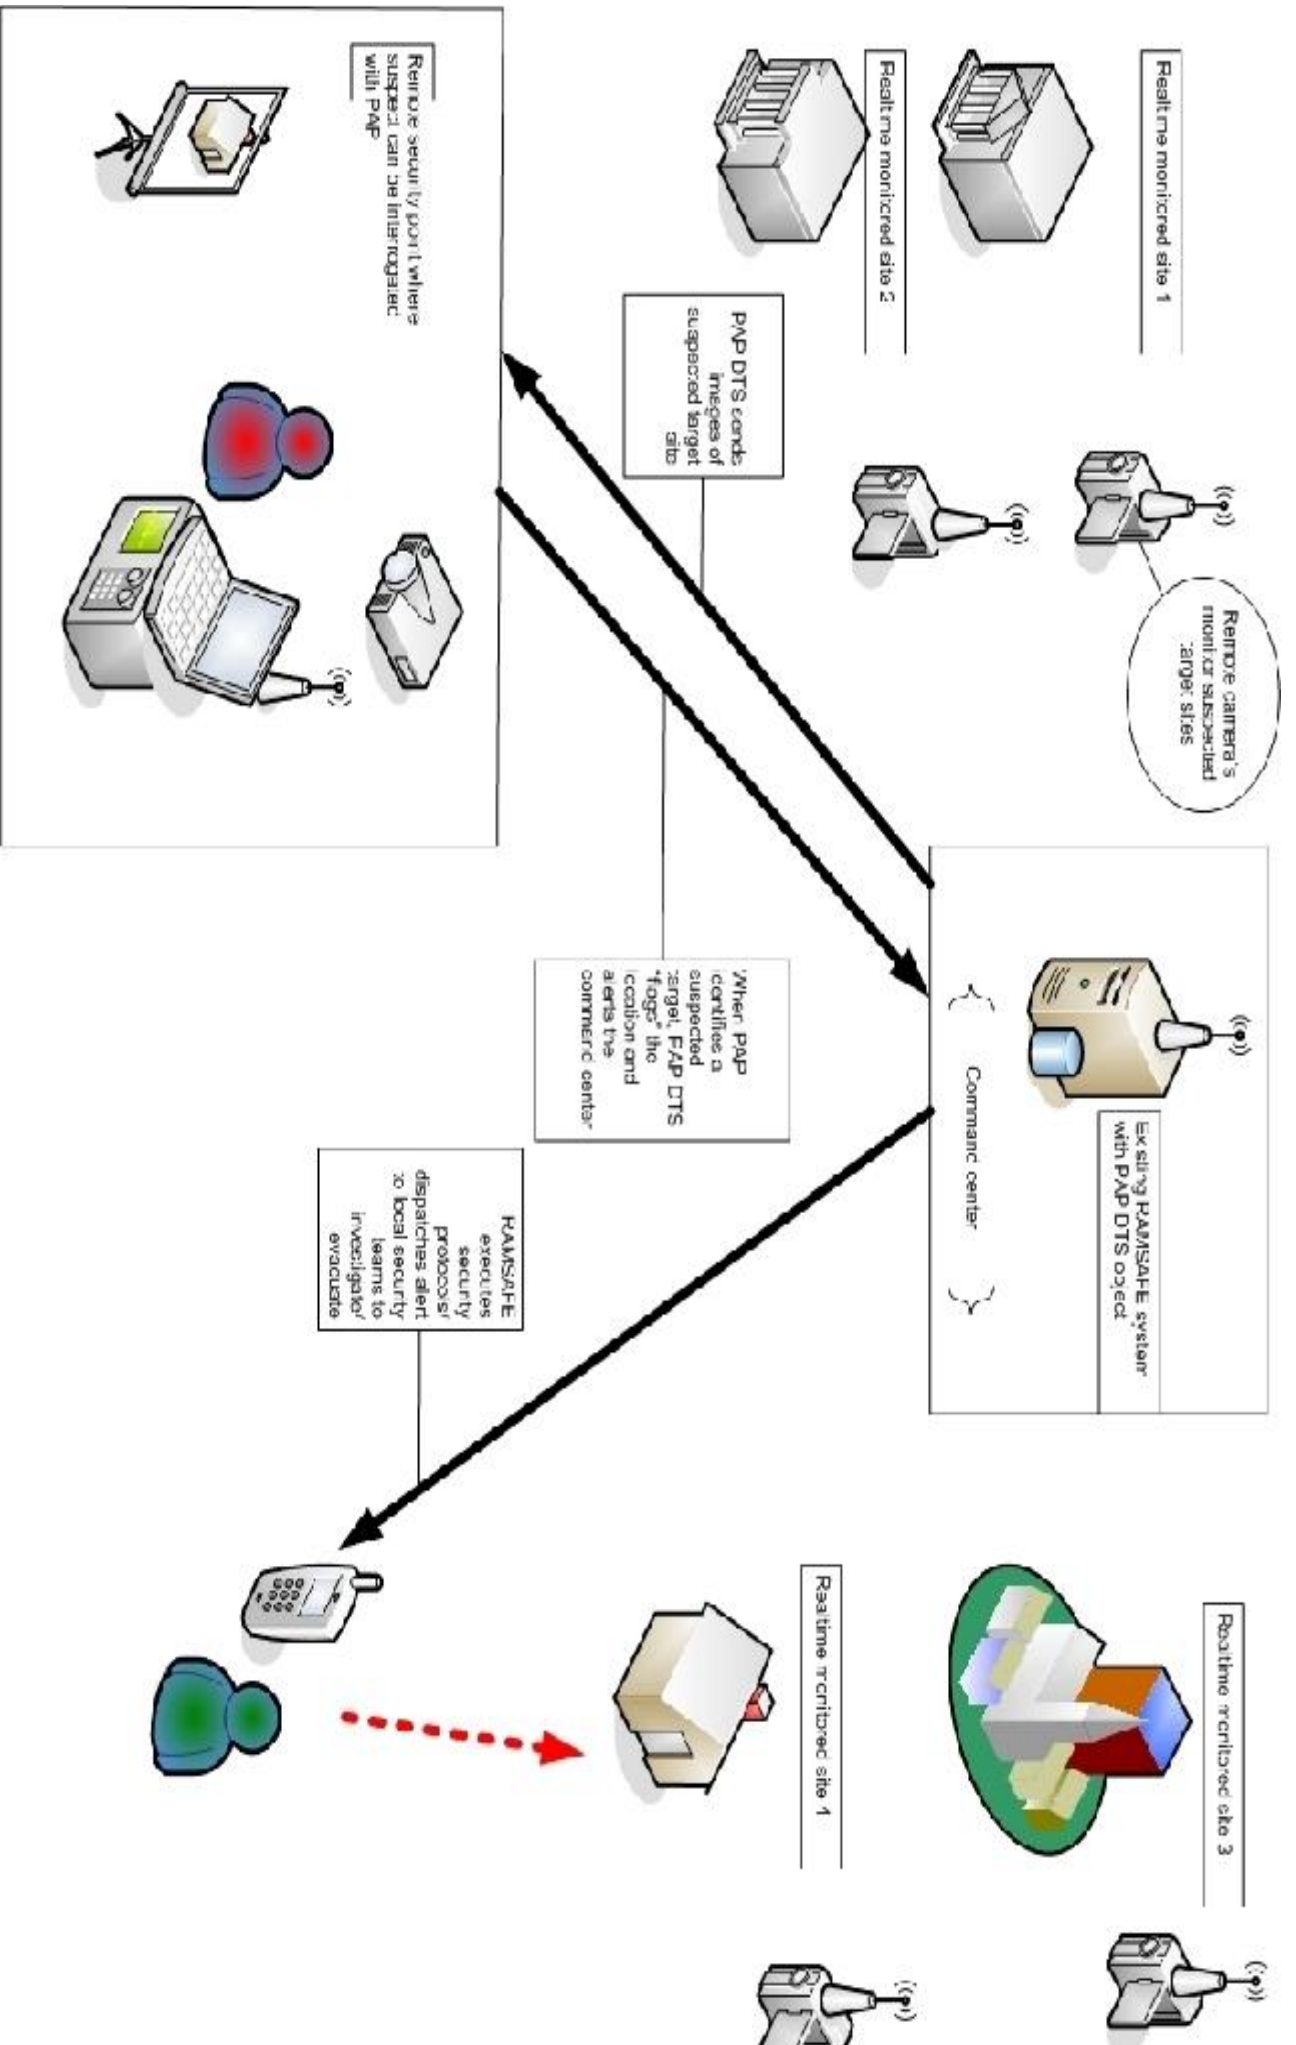 Realtime monitored site 1
Realtime monitored site 2
Remote camera's
monitor suspected
target sites
Existing RAMSAFE system
with PAP DTS object
Command center
Realtime monitored site 3
Realtime monitored site 4
PAP DTS sends
images of
suspected target
site
When PAP
identifies a
suspected
target, PAP DTS
"flags" the
location and
alerts the
command center
RAMSAFE
executes
security
protocols/
dispatches alert
to local security
teams to
investigate/
evacuate
Remote security point where
suspect can be interrogated
with PAP